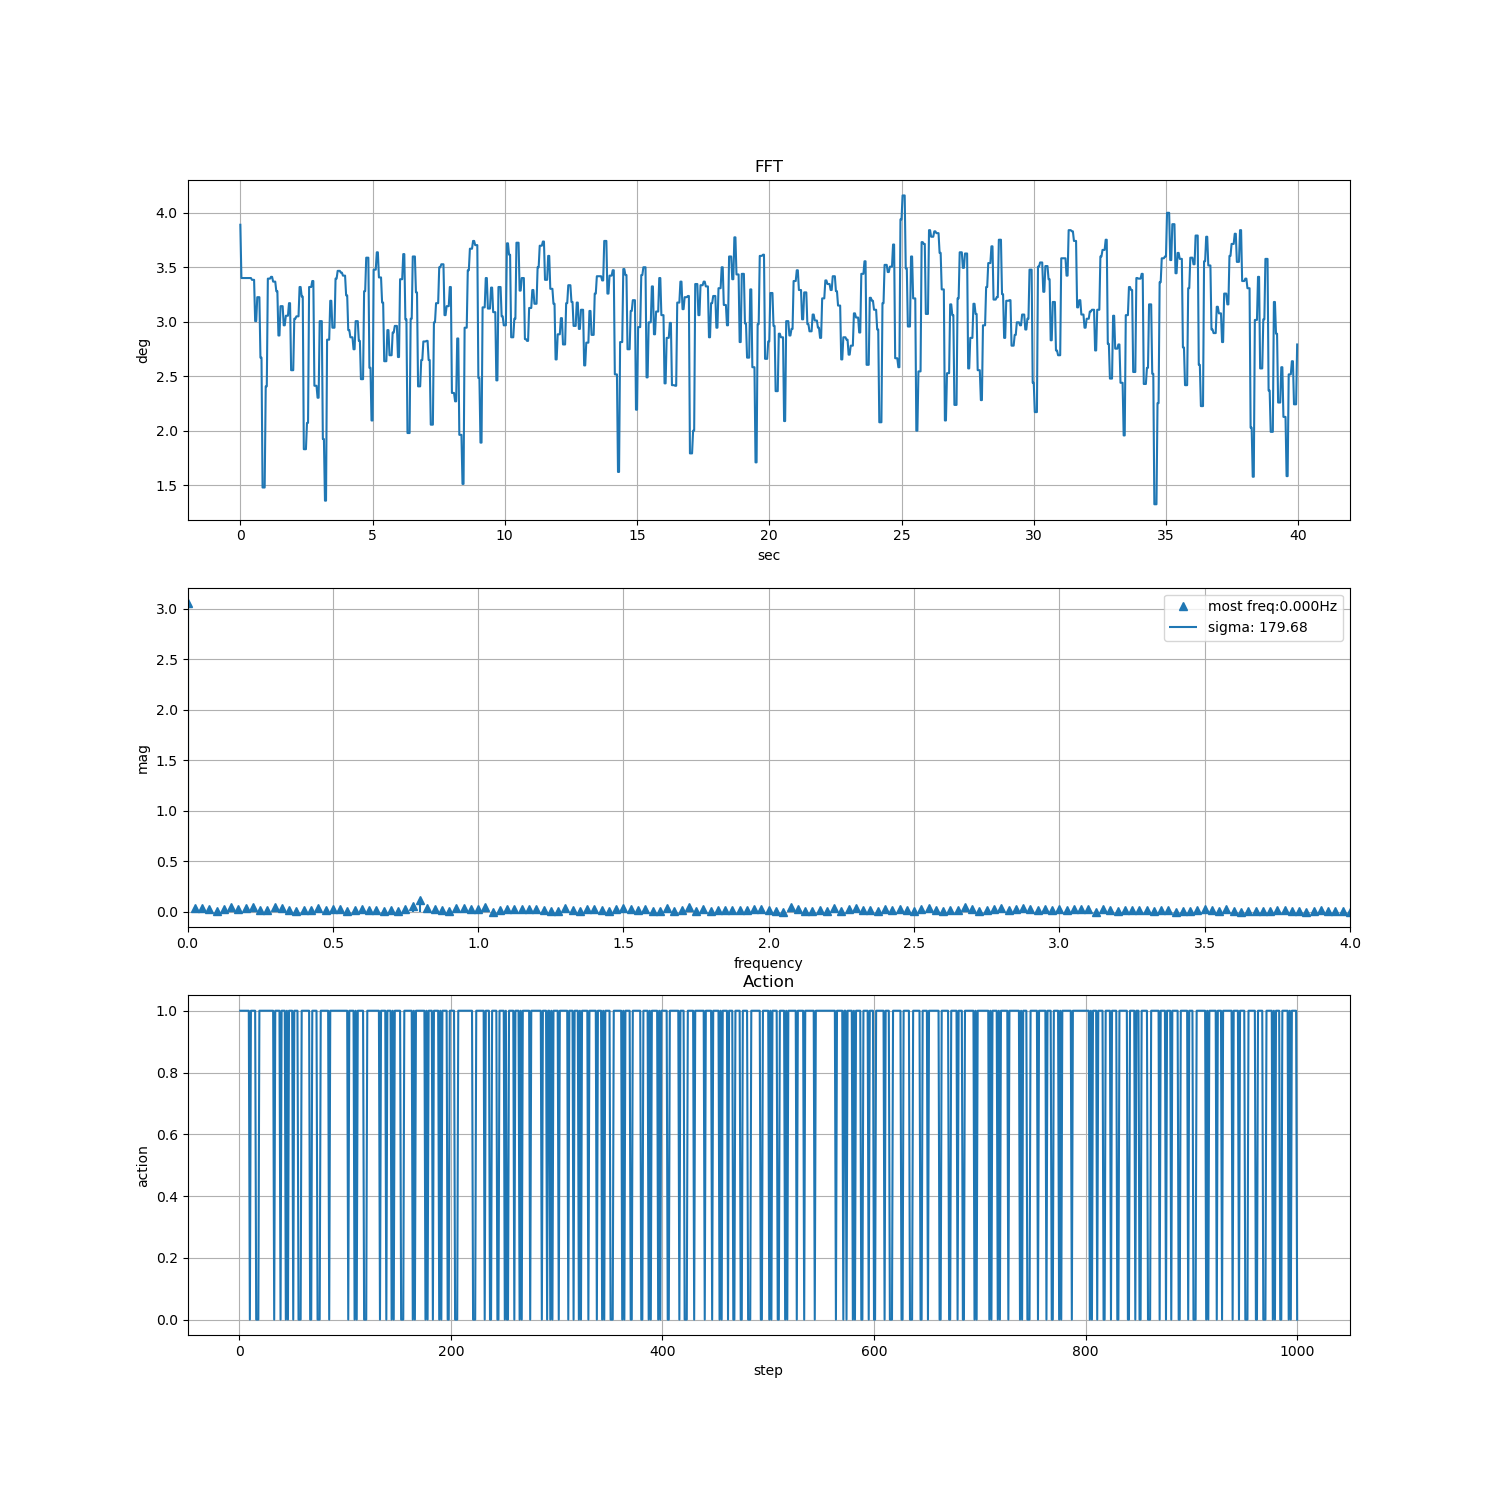 FFT
4.0
3.5
3.0
2.5
2.0
1.5
deg
0 5 10 15 20 25 30 35 40
sec
3.0
2.5
2.0
1.5
1.0
0.5
0.0
mag
most freq:0.000Hz
sigma: 179.68
0.0 0.5 1.0 1.5 2.0 2.5 3.0 3.5 4.0
frequency
Action
1.0
0.8
0.6
0.4
0.2
0.0
action
0 200 400 600 800 1000
step